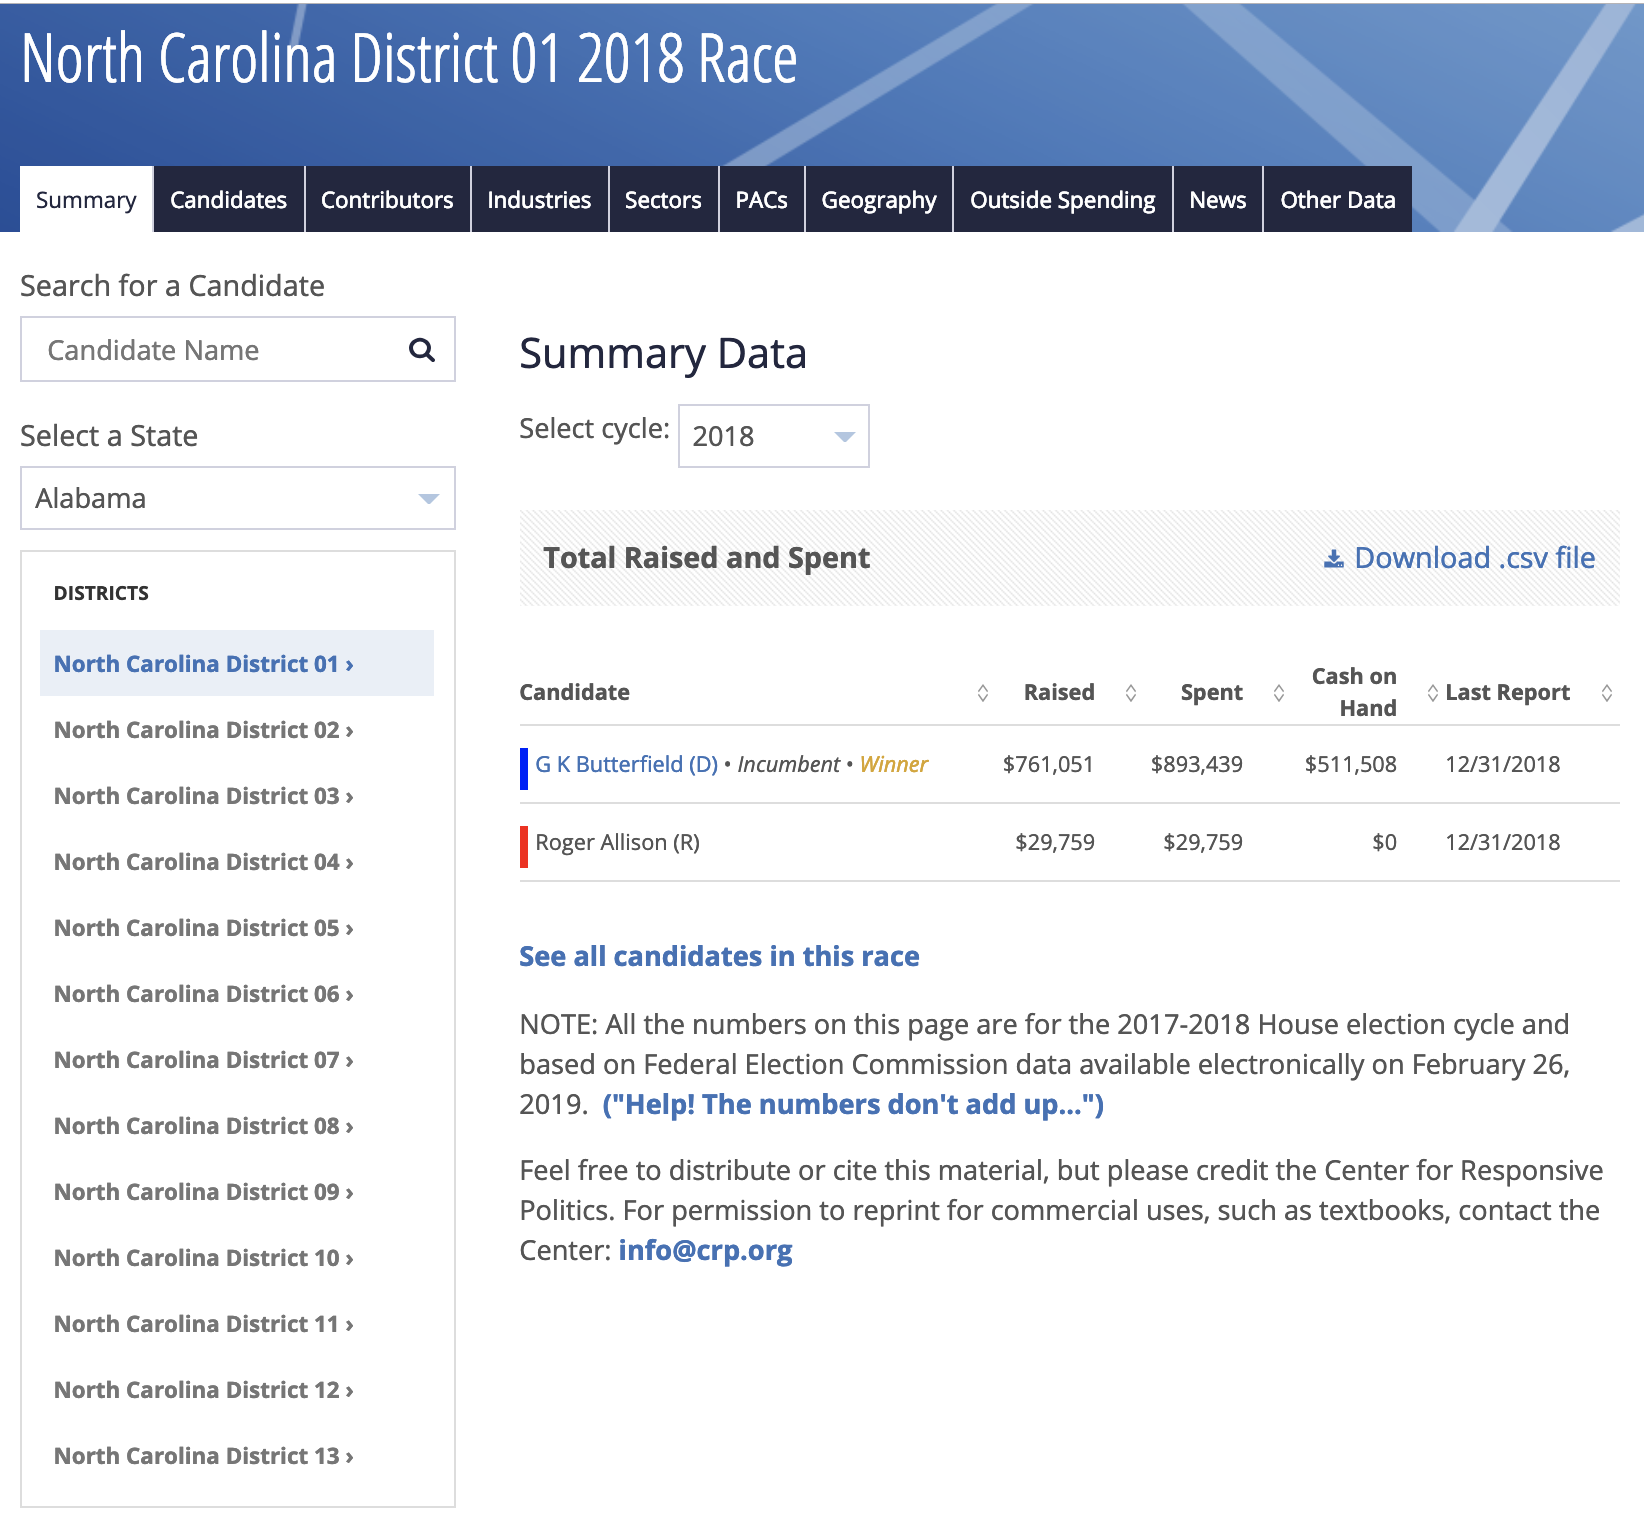 North Carolina District 01 2018 Race
Summary Candidates Contributors Industries Sectors PACs Geography Outside Spending News Other Data
Search for a Candidate
Candidate Name
Select a State
Alabama
DISTRICTS
North Carolina District 01 ›
North Carolina District 02 ›
North Carolina District 03 ›
North Carolina District 04 ›
North Carolina District 05 ›
North Carolina District 06 ›
North Carolina District 07 ›
North Carolina District 08 ›
North Carolina District 09 ›
North Carolina District 10 ›
North Carolina District 11 ›
North Carolina District 12 ›
North Carolina District 13 ›
Summary Data
Select cycle: 2018
Total Raised and Spent Download .csv file
Candidate Raised Spent Cash on Hand Last Report
G K Butterfield (D) • Incumbent • Winner $761,051 $893,439 $511,508 12/31/2018
Roger Allison (R) $29,759 $29,759 $0 12/31/2018
See all candidates in this race
NOTE: All the numbers on this page are for the 2017-2018 House election cycle and
based on Federal Election Commission data available electronically on February 26,
2019. ("Help! The numbers don't add up...")
Feel free to distribute or cite this material, but please credit the Center for Responsive
Politics. For permission to reprint for commercial uses, such as textbooks, contact the
Center: info@crp.org